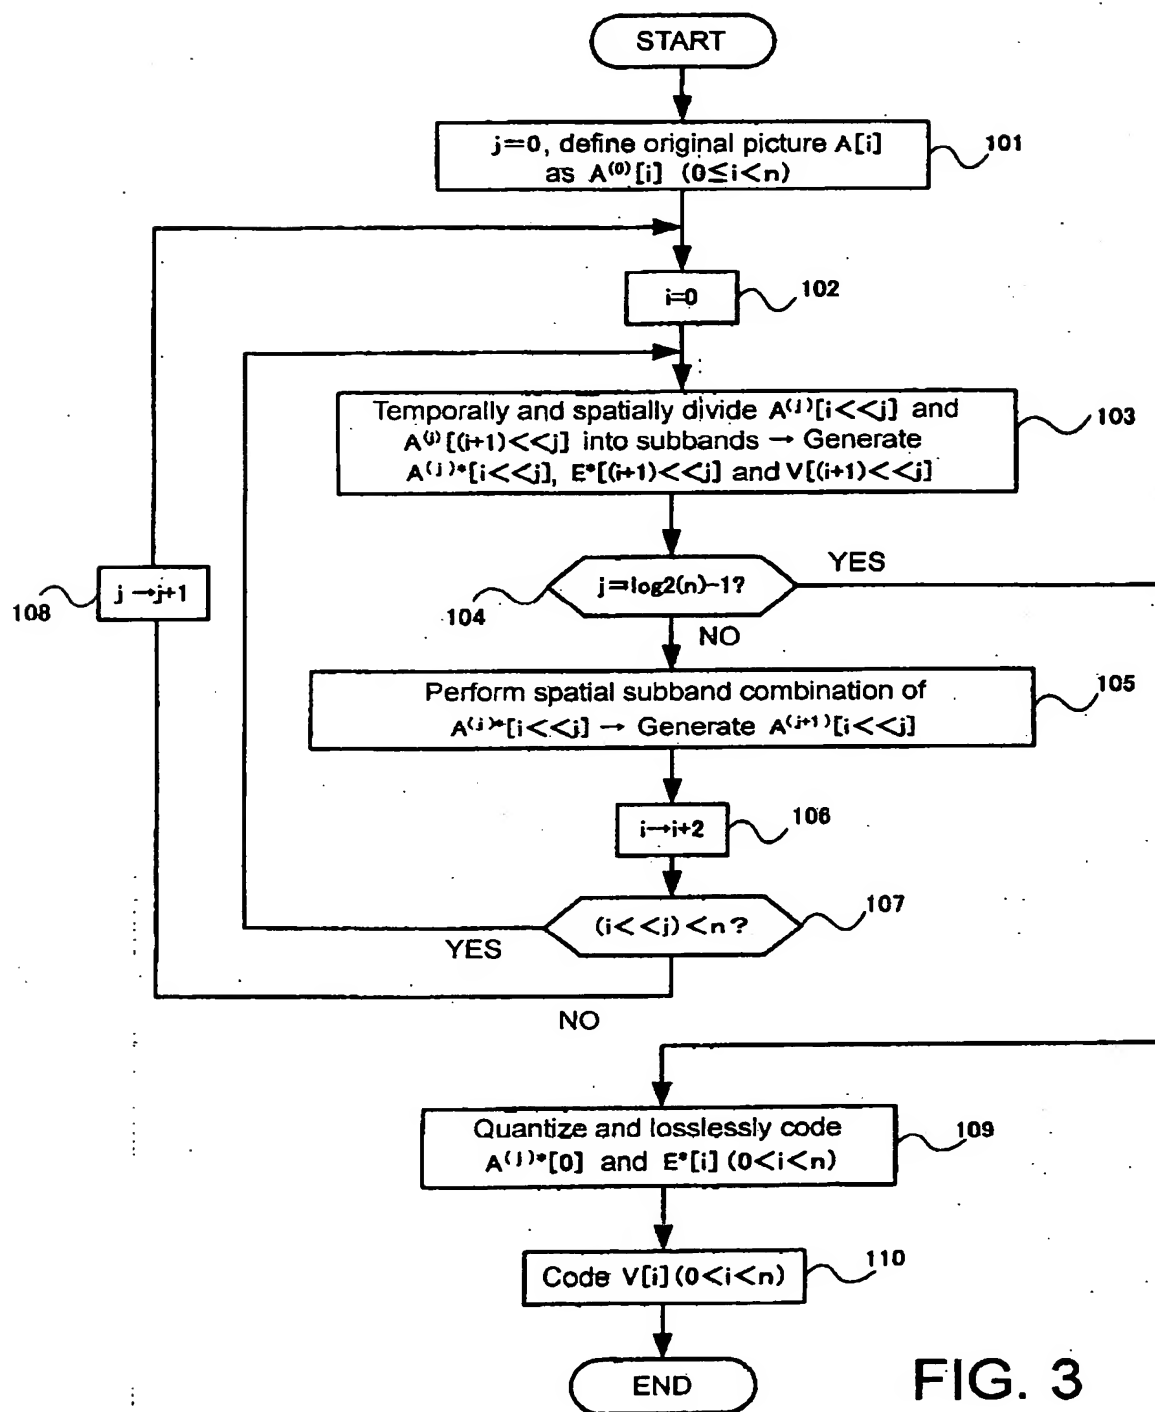 START
j=0, define original picture A[i]
as A⁽⁰⁾[i] (0≤i<n)
101
i=0
102
Temporally and spatially divide A⁽ʲ⁾[i<<j] and
A⁽ʲ⁾[(i+1)<<j] into subbands → Generate
A⁽ʲ⁾*[i<<j], E*[(i+1)<<j] and V[(i+1)<<j]
103
j=log2(n)-1?
YES
104
NO
108
j→j+1
Perform spatial subband combination of
A⁽ʲ⁾*[i<<j] → Generate A⁽ʲ⁺¹⁾[i<<j]
105
i→i+2
106
(i<<j)<n?
107
YES
NO
Quantize and losslessly code
A⁽ʲ⁾*[0] and E*[i](0<i<n)
109
Code V[i](0<i<n)
110
END
FIG. 3